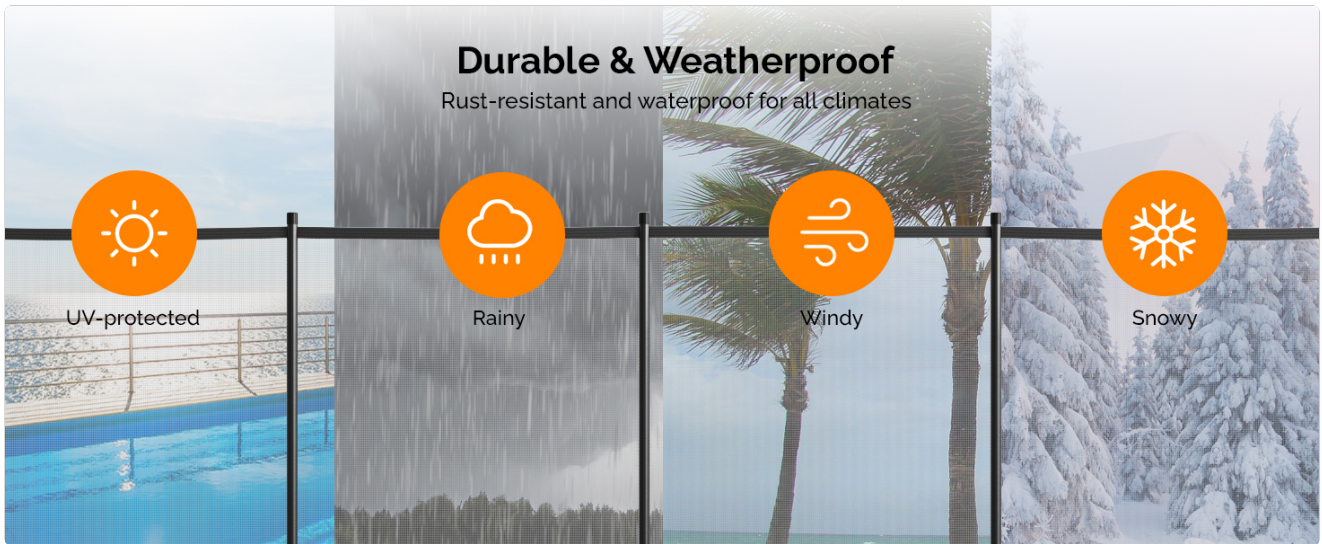 Durable & Weatherproof
Rust-resistant and waterproof for all climates
UV-protected
Rainy
Windy
Snowy